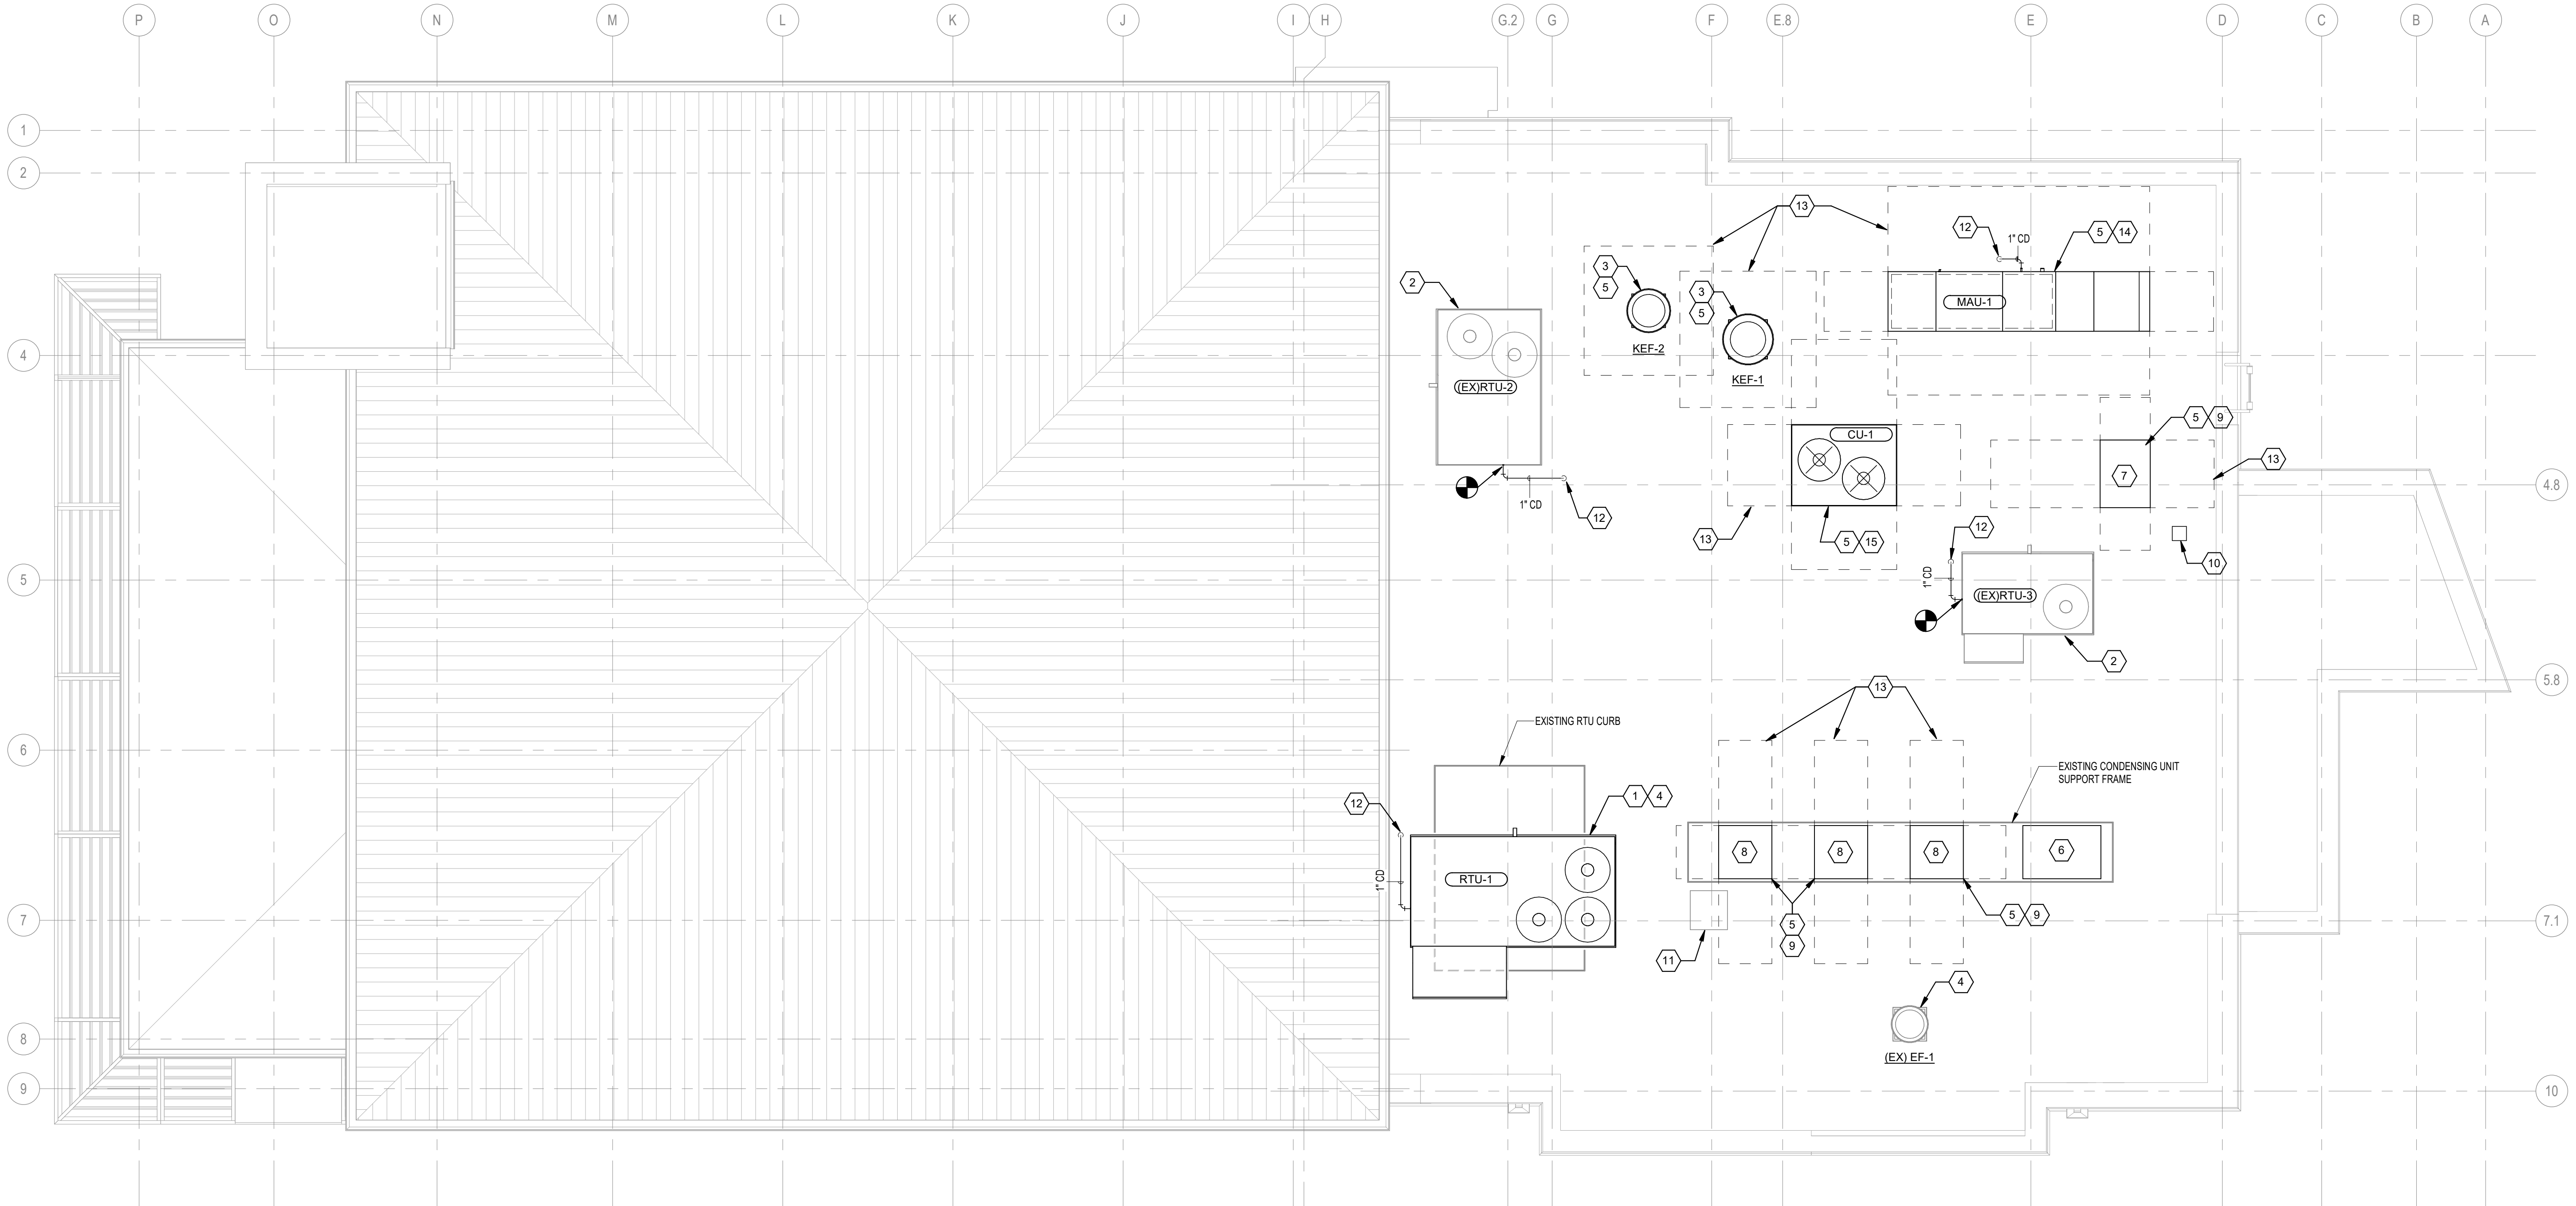 P O N M L K J I H G.2 G F E.8 E D C B A
1
2
13
12
1" CD
5 14
3
5
2
3
5
MAU-1
KEF-2
4
KEF-1
(EX)RTU-2
5 9
CU-1
13
7
4.8
1" CD
12
12
13
5 15
10
5
1" CD
(EX)RTU-3
2
5.8
13
EXISTING RTU CURB
6
EXISTING CONDENSING UNIT
SUPPORT FRAME
12
1 4
8
8
8
6
1" CD
RTU-1
7
5
9
5 9
7.1
11
4
8
(EX) EF-1
9
10